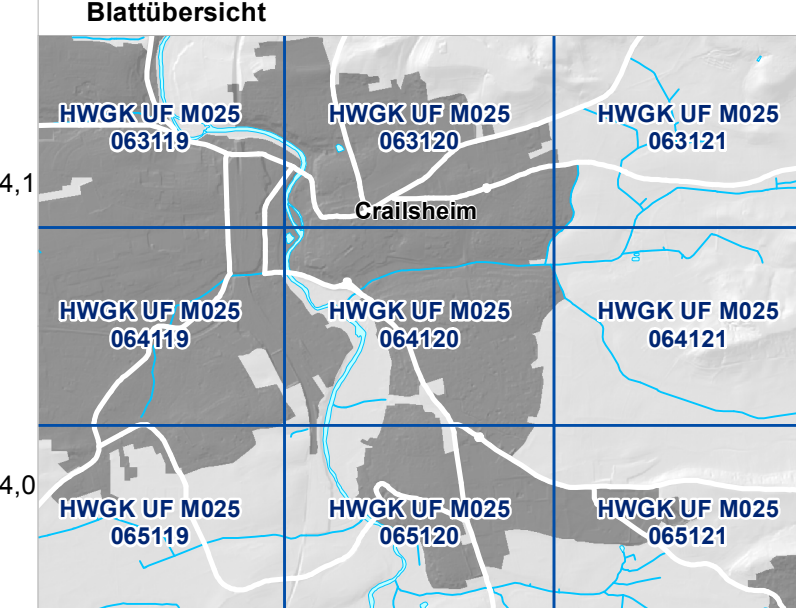 Blattübersicht
HWGK UF M025
063119
HWGK UF M025
063120
HWGK UF M025
063121
4,1
Crailsheim
HWGK UF M025
064119
HWGK UF M025
064120
HWGK UF M025
064121
4,0
HWGK UF M025
065119
HWGK UF M025
065120
HWGK UF M025
065121